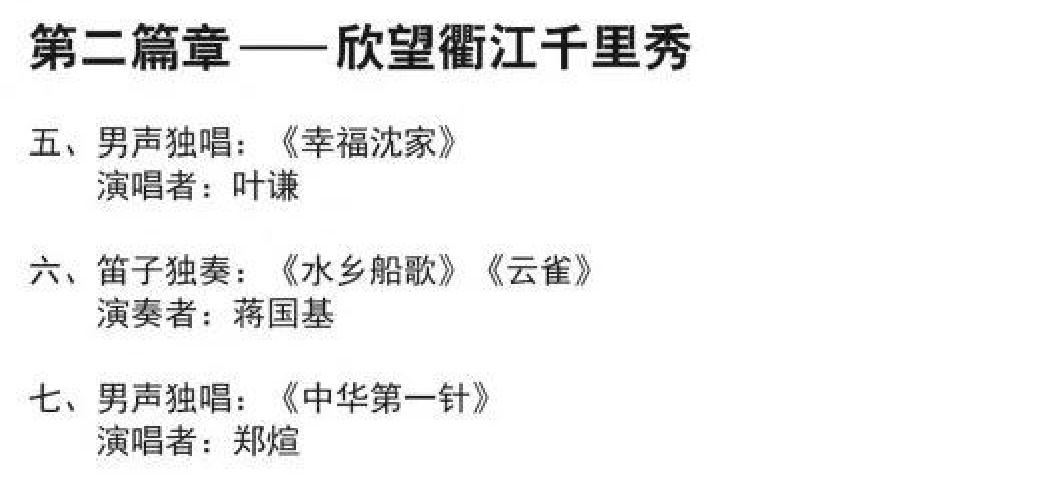 第二篇章——欣望衢江千里秀
五、男声独唱：《幸福沈家》
演唱者：叶谦
六、笛子独奏：《水乡船歌》《云雀》
演奏者：蒋国基
七、男声独唱：《中华第一针》
演唱者：郑煊